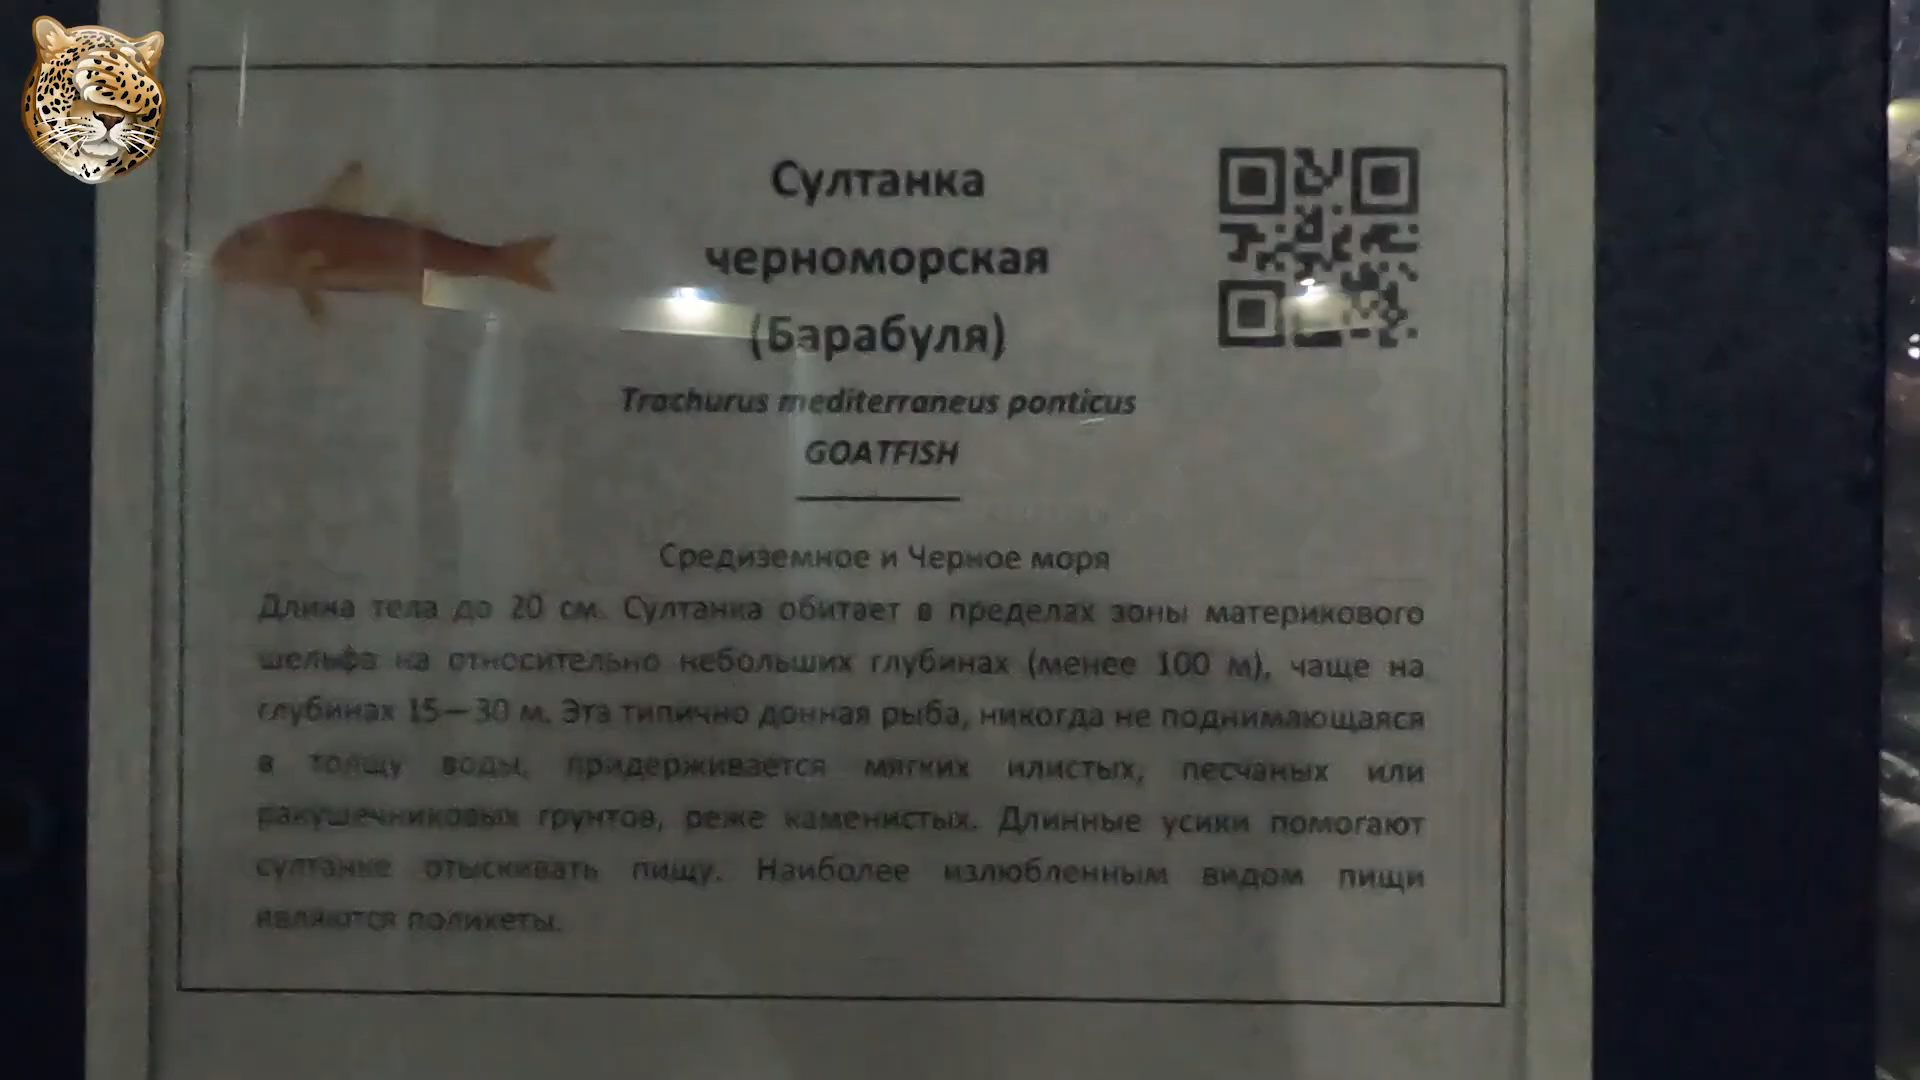 Султанка
черноморская
(Барабуля)
Trachurus mediterraneus ponticus
GOATFISH
Средиземное и Черное моря
Длина тела до 20 см. Султанка обитает в пределах зоны материкового
шельфа на относительно небольших глубинах (менее 100 м), чаще на
глубинах 15—30 м. Эта типично донная рыба, никогда не поднимающаяся
в толщу воды, придерживается мягких илистых, песчаных или
ракушечниковых грунтов, реже каменистых. Длинные усики помогают
султанке отыскивать пищу. Наиболее излюбленным видом пищи
являются поликеты.